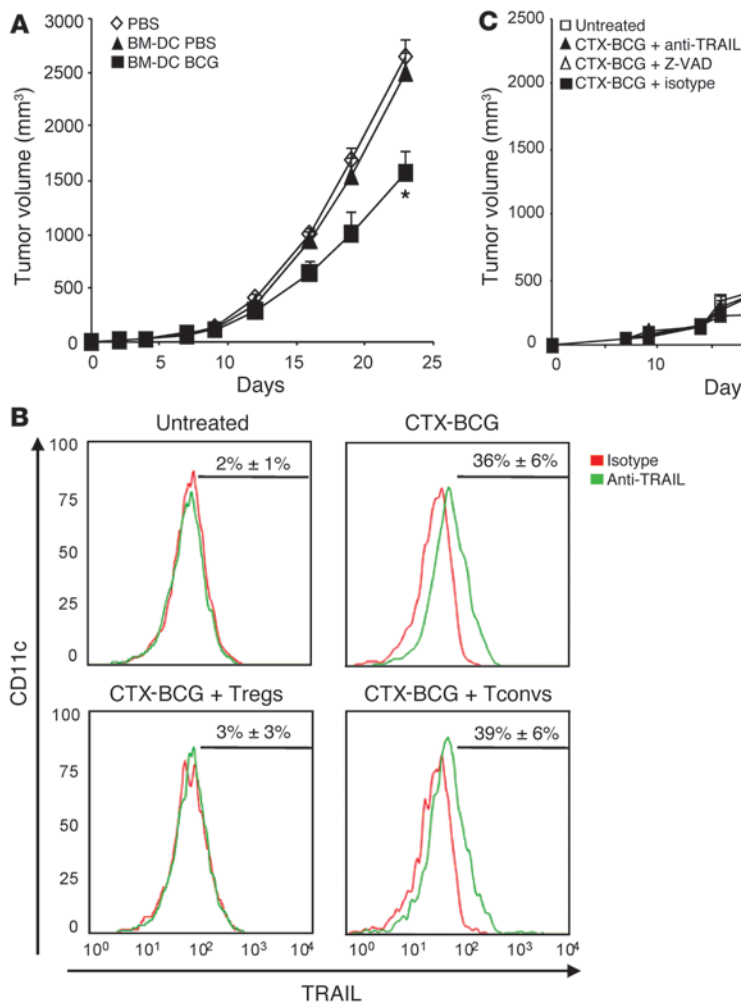 A
PBS
BM-DC PBS
BM-DC BCG
Tumor volume (mm³)
3000
2500
2000
1500
1000
500
0
0 5 10 15 20 25
Days
*
C
Untreated
CTX-BCG + anti-TRAIL
CTX-BCG + Z-VAD
CTX-BCG + isotype
Tumor volume (mm³)
2500
2000
1500
1000
500
0
0 10
Day
B
Untreated
2% ± 1%
CTX-BCG
36% ± 6%
Isotype
Anti-TRAIL
100
75
50
25
0
CD11c
CTX-BCG + Tregs
3% ± 3%
CTX-BCG + Tconvs
39% ± 6%
100
75
50
25
0
10⁰ 10¹ 10² 10³ 10⁰ 10¹ 10² 10³ 10⁴
TRAIL